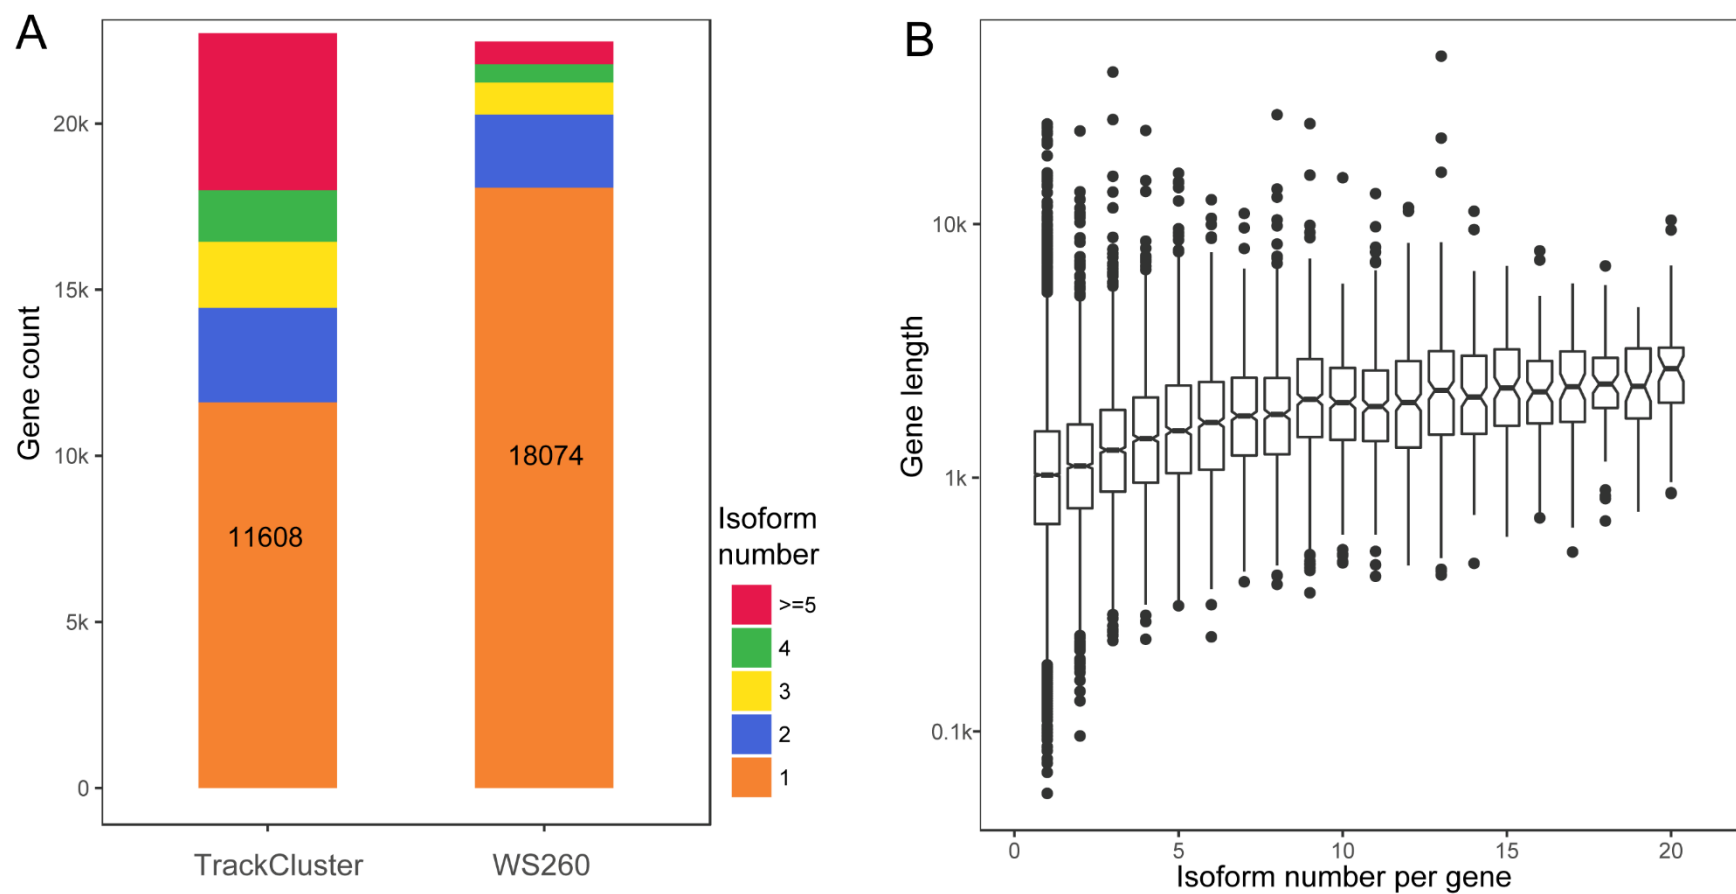 A
Gene count
20k
15k
10k
5k
0
11608
18074
TrackCluster
WS260
Isoform
number
>=5
4
3
2
1
B
Gene length
10k
1k
0.1k
0
5
10
15
20
Isoform number per gene